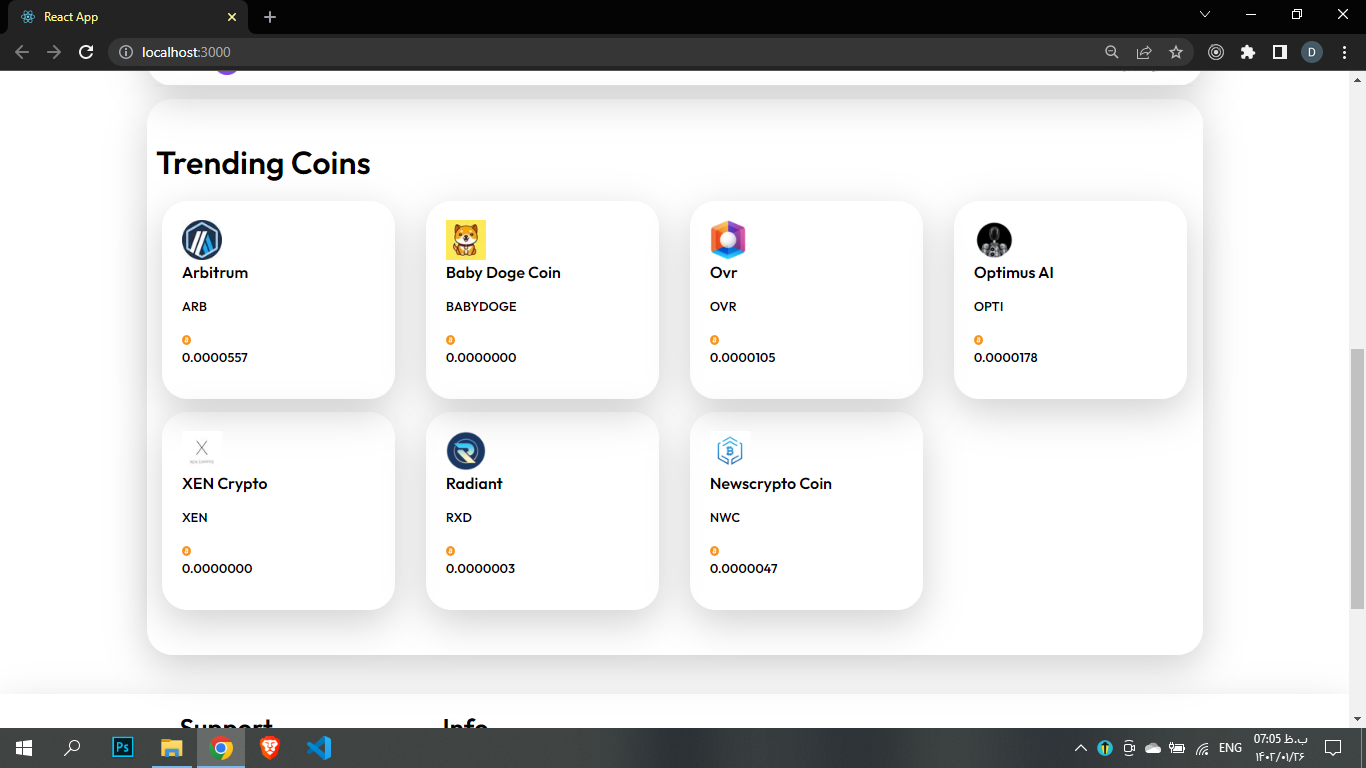 React App
localhost:3000
D
Trending Coins
Arbitrum
ARB
0.0000557
Baby Doge Coin
BABYDOGE
0.0000000
Ovr
OVR
0.0000105
Optimus AI
OPTI
0.0000178
XEN Crypto
XEN
0.0000000
Radiant
RXD
0.0000003
Newscrypto Coin
NWC
0.0000047
Support
Info
Ps
ENG
07:05 ب.ظ
۱۴۰۲/۰۱/۲۶